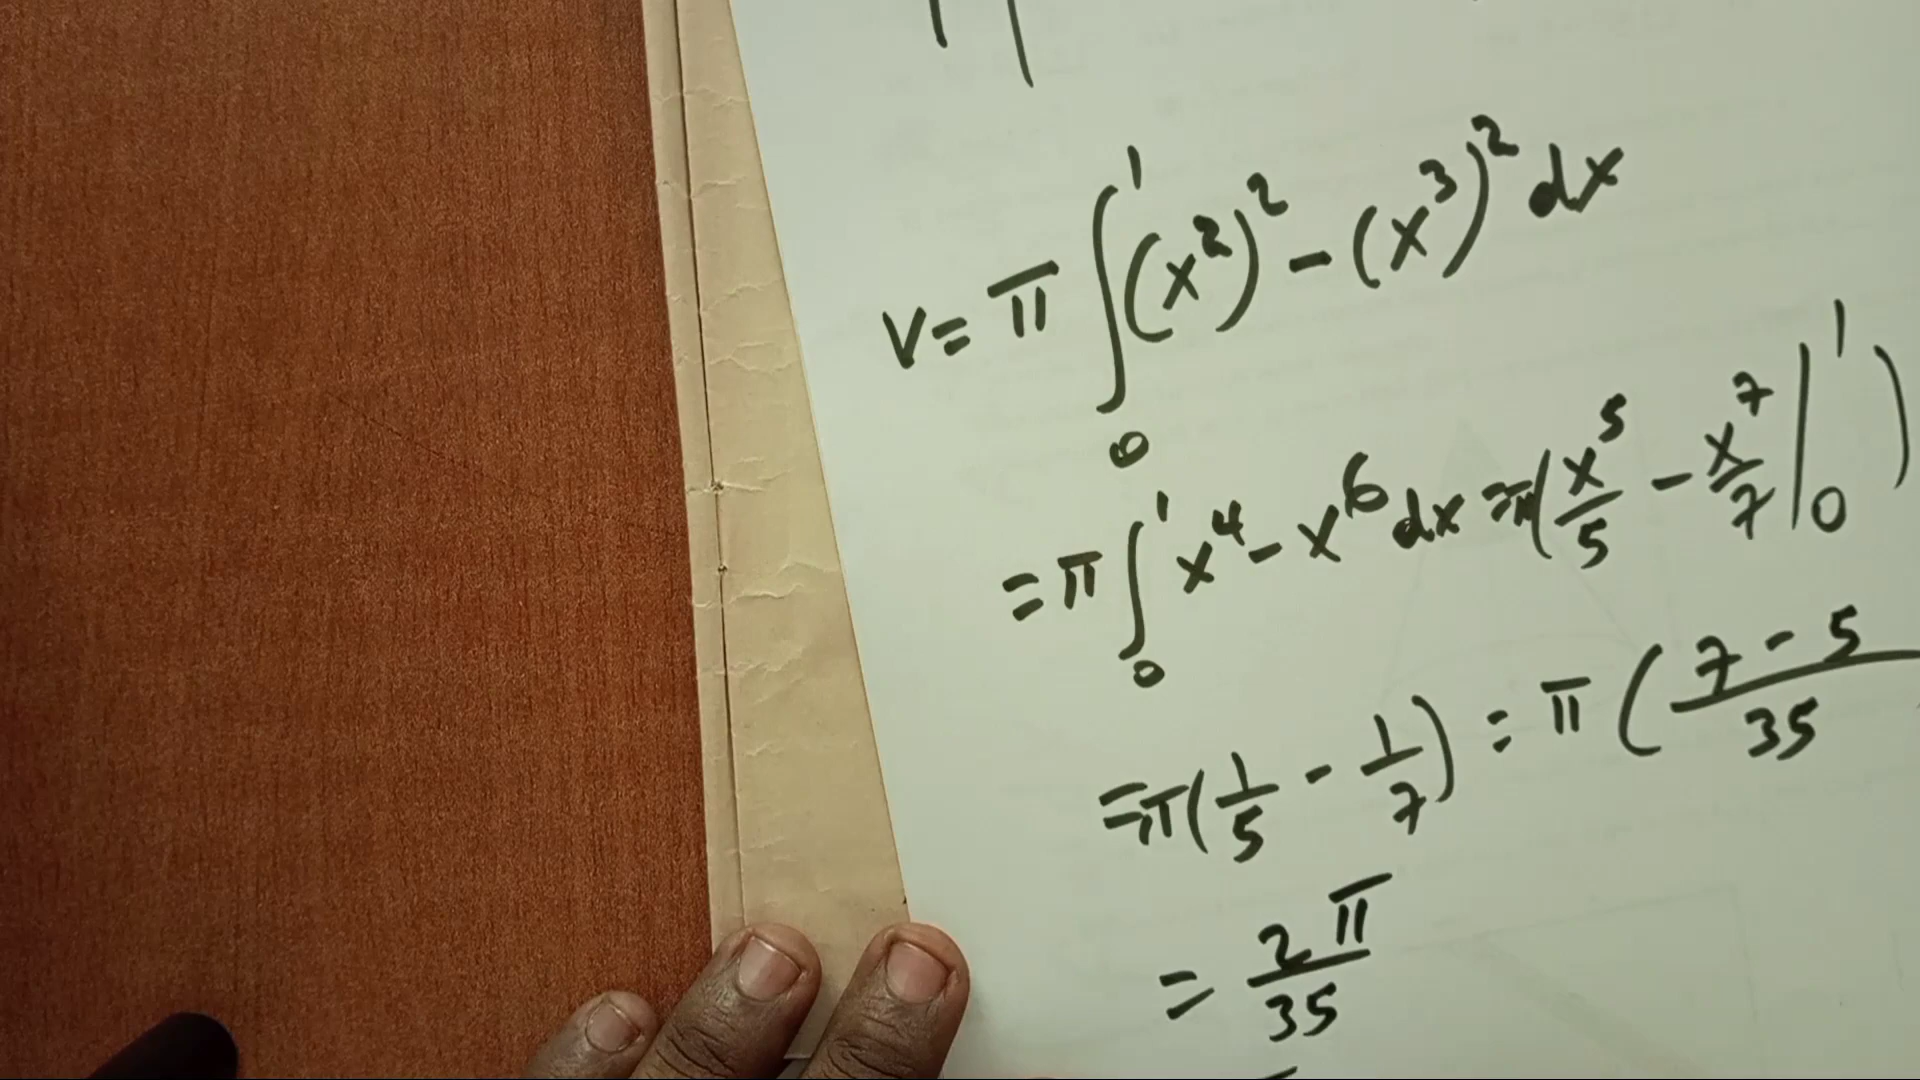 V = π ∫₀¹ (x²)² - (x³)² dx
= π ∫₀¹ x⁴ - x⁶ dx = π( x⁵/5 - x⁷/7 |₀¹ )
= π( 1/5 - 1/7 ) = π ( 7 - 5 / 35
= 2π / 35